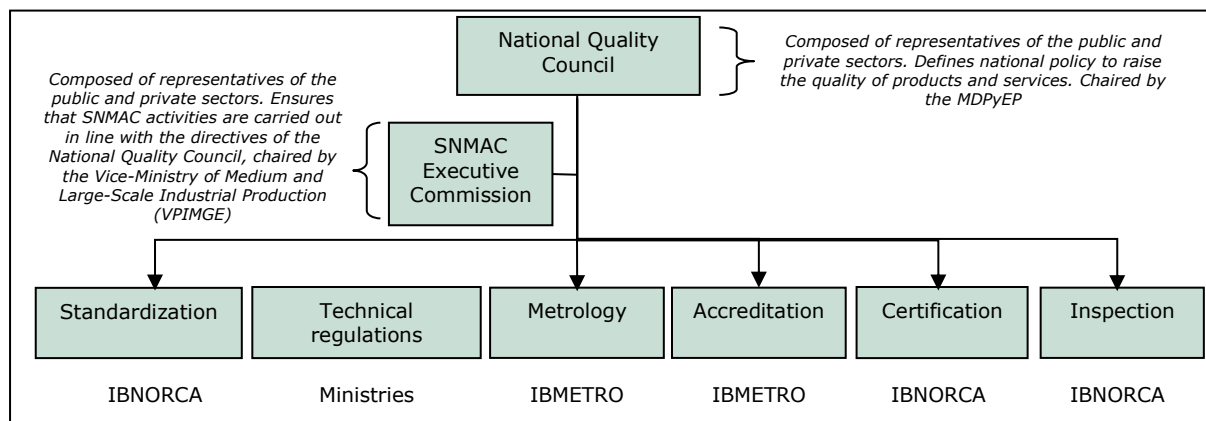 National Quality
Council
Composed of representatives of the public and
private sectors. Defines national policy to raise
the quality of products and services. Chaired by
the MDPyEP
Composed of representatives of the
public and private sectors. Ensures
that SNMAC activities are carried out
in line with the directives of the
National Quality Council, chaired by
the Vice-Ministry of Medium and
Large-Scale Industrial Production
(VPIMGE)
SNMAC
Executive
Commission
Standardization
Technical
regulations
Metrology
Accreditation
Certification
Inspection
IBNORCA
Ministries
IBMETRO
IBMETRO
IBNORCA
IBNORCA